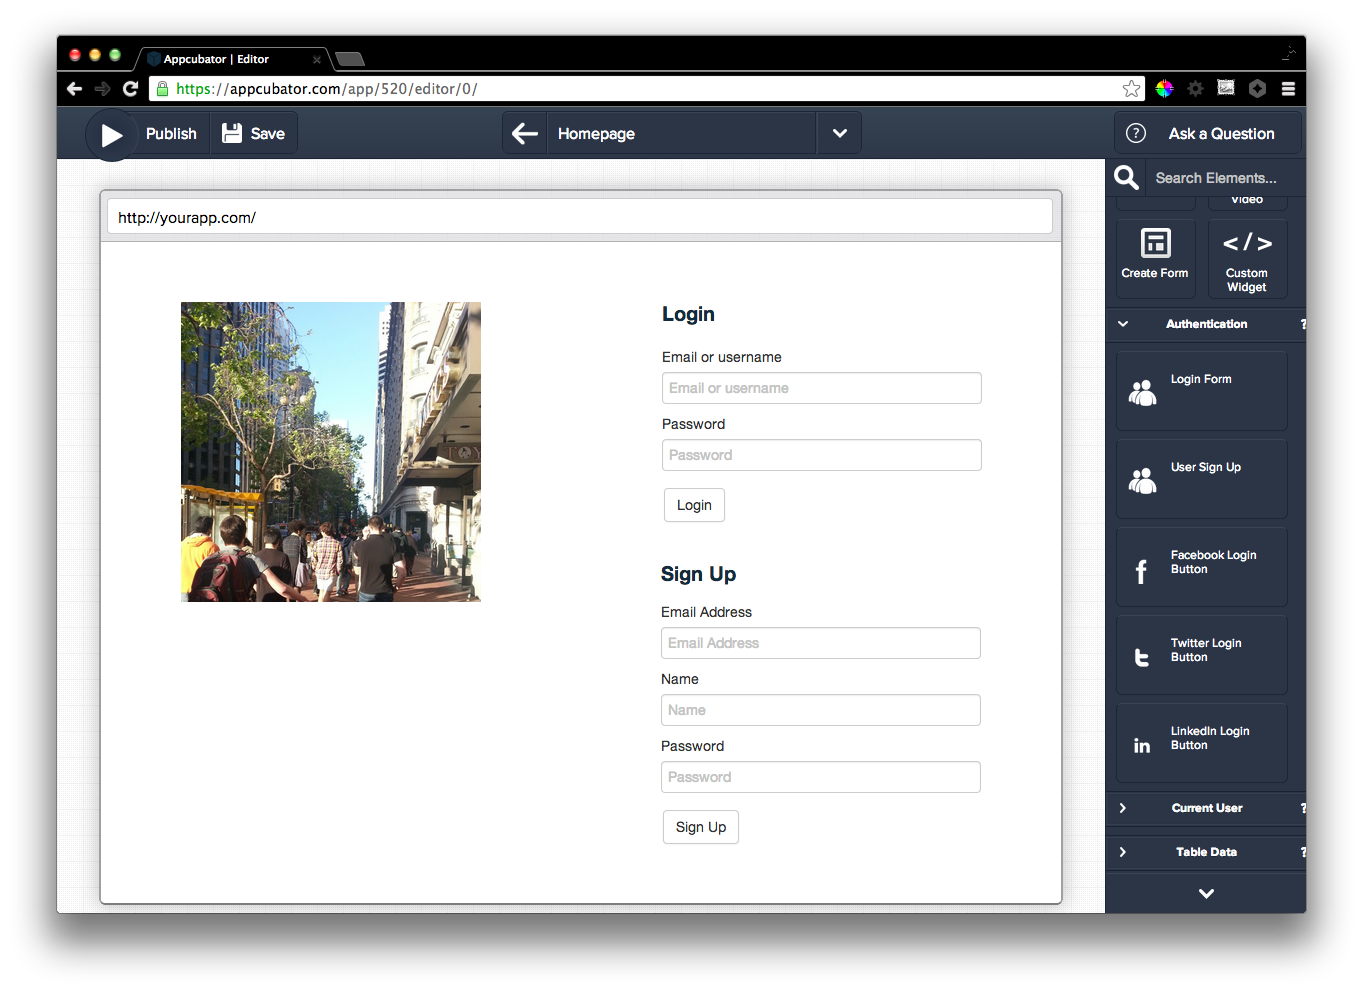 Appcubator | Editor
https://appcubator.com/app/520/editor/0/
Publish
Save
Homepage
? Ask a Question
Search Elements...
Video
http://yourapp.com/
Create Form
</> Custom
Widget
Authentication ?
Login Form
User Sign Up
f Facebook Login
Button
t Twitter Login
Button
in LinkedIn Login
Button
Current User ?
Table Data ?
TOY
Login
Email or username
Email or username
Password
Password
Login
Sign Up
Email Address
Email Address
Name
Name
Password
Password
Sign Up